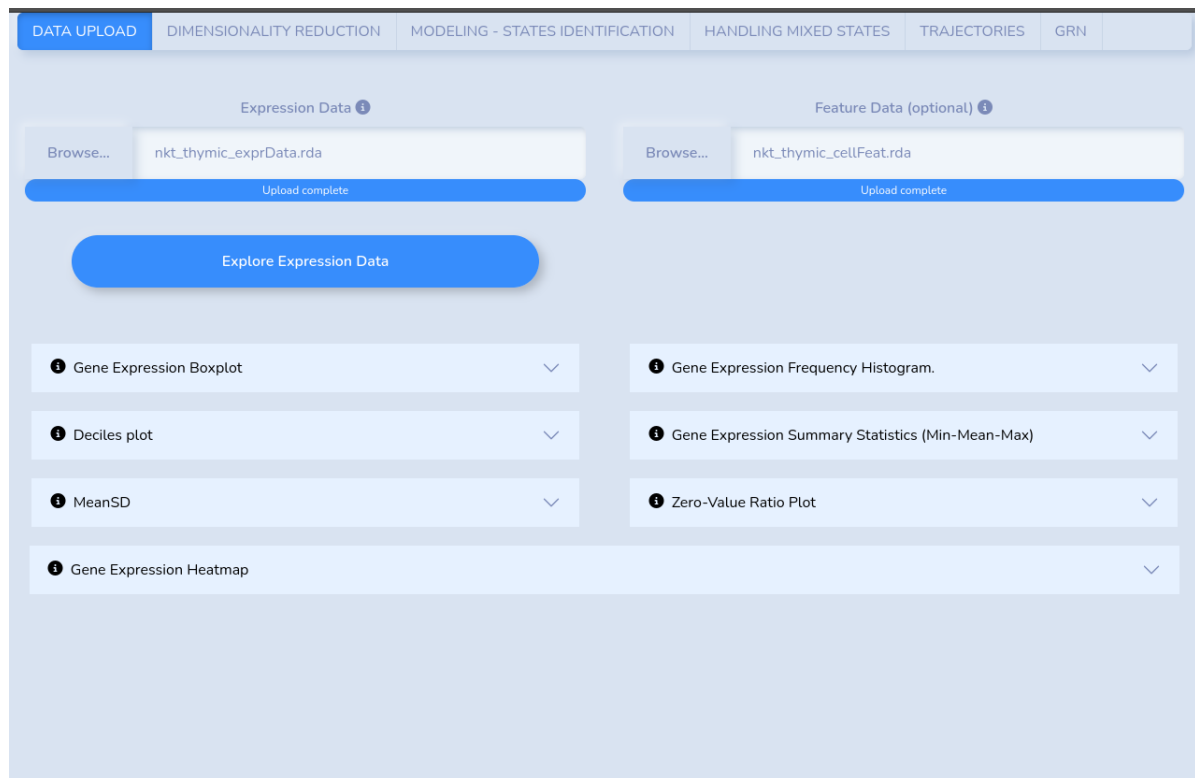 DATA UPLOAD DIMENSIONALITY REDUCTION MODELING - STATES IDENTIFICATION HANDLING MIXED STATES TRAJECTORIES GRN
Expression Data Feature Data (optional)
Browse... nkt_thymic_exprData.rda Browse... nkt_thymic_cellFeat.rda
Upload complete Upload complete
Explore Expression Data
Gene Expression Boxplot Gene Expression Frequency Histogram.
Deciles plot Gene Expression Summary Statistics (Min-Mean-Max)
MeanSD Zero-Value Ratio Plot
Gene Expression Heatmap